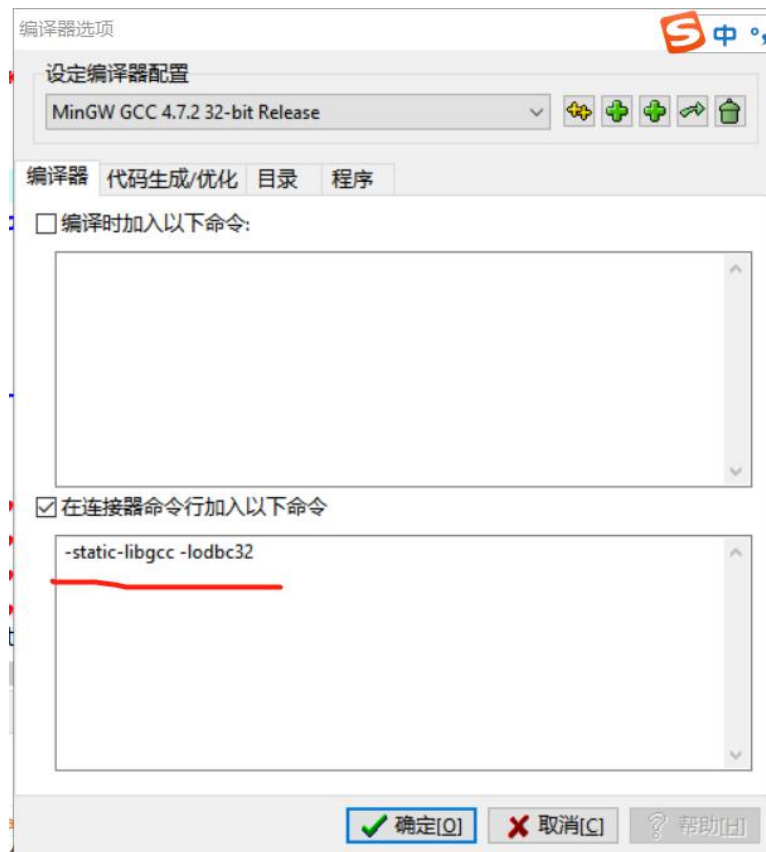 编译器选项
S 中 °,
设定编译器配置
MinGW GCC 4.7.2 32-bit Release
编译器 代码生成/优化 目录 程序
编译时加入以下命令:
在连接器命令行加入以下命令
-static-libgcc -lodbc32
确定[O] 取消[C] 帮助[H]